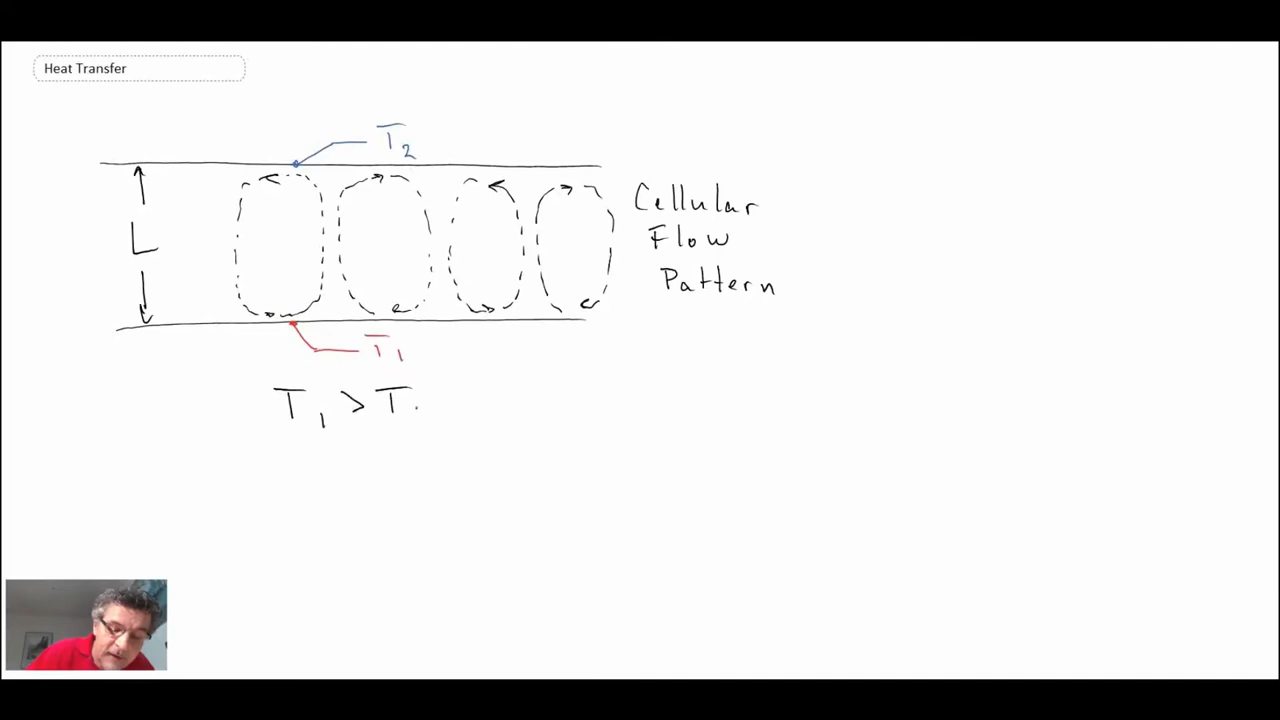 Heat Transfer
T2
L
Cellular
Flow
Pattern
T1
T1 > T